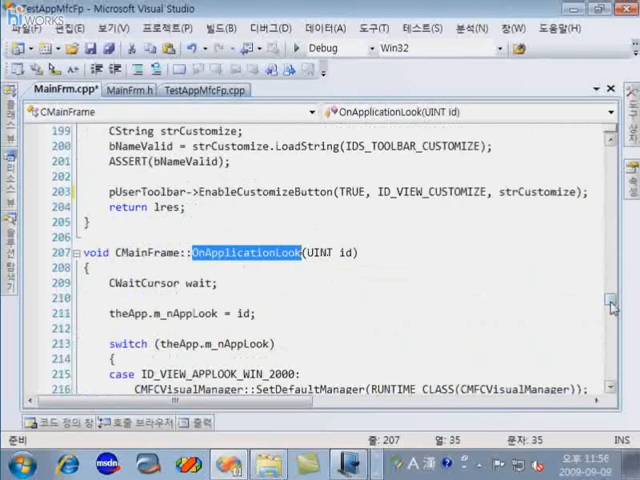 TestAppMfcFp - Microsoft Visual Studio
hi WORKS
파일(F) 편집(E) 보기(V) 프로젝트(P) 빌드(B) 디버그(D) 데이터(A) 도구(T) 테스트(S) 분석(N) 창(W) 도움말(H)
Debug Win32
MainFrm.cpp* MainFrm.h TestAppMfcFp.cpp
CMainFrame OnApplicationLook(UINT id)
199 CString strCustomize;
200 bNameValid = strCustomize.LoadString(IDS_TOOLBAR_CUSTOMIZE);
201 ASSERT(bNameValid);
202
203 pUserToolbar->EnableCustomizeButton(TRUE, ID_VIEW_CUSTOMIZE, strCustomize);
204 return lres;
205 }
206
207 void CMainFrame::OnApplicationLook(UINT id)
208 {
209 CWaitCursor wait;
210
211 theApp.m_nAppLook = id;
212
213 switch (theApp.m_nAppLook)
214 {
215 case ID_VIEW_APPLOOK_WIN_2000:
216 CMFCVisualManager::SetDefaultManager(RUNTIME_CLASS(CMFCVisualManager));
코드 정의 창 호출 브라우저 출력
준비 줄: 207 열: 35 문자: 35 INS
msdn A 漢 오후 11:56
2009-09-09